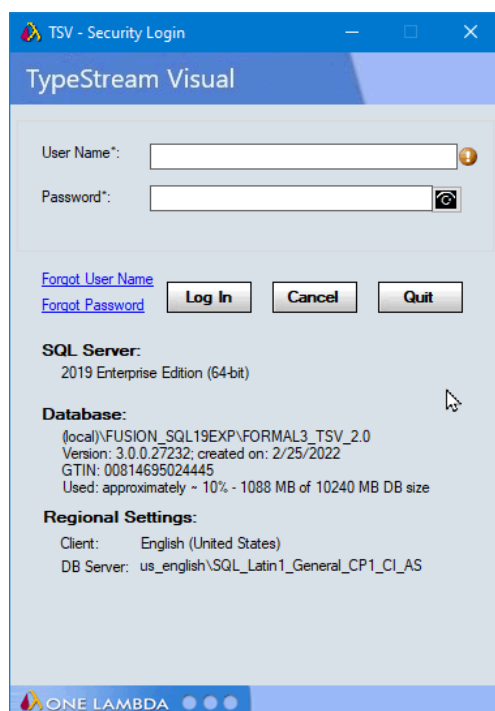 TSV - Security Login
TypeStream Visual
User Name*:
Password*:
Forgot User Name
Forgot Password
Log In Cancel Quit
SQL Server:
2019 Enterprise Edition (64-bit)
Database:
(local)\FUSION_SQL19EXP\FORMAL3_TSV_2.0
Version: 3.0.0.27232; created on: 2/25/2022
GTIN: 00814695024445
Used: approximately ~ 10% - 1088 MB of 10240 MB DB size
Regional Settings:
Client: English (United States)
DB Server: us_english\SQL_Latin1_General_CP1_CI_AS
ONE LAMBDA